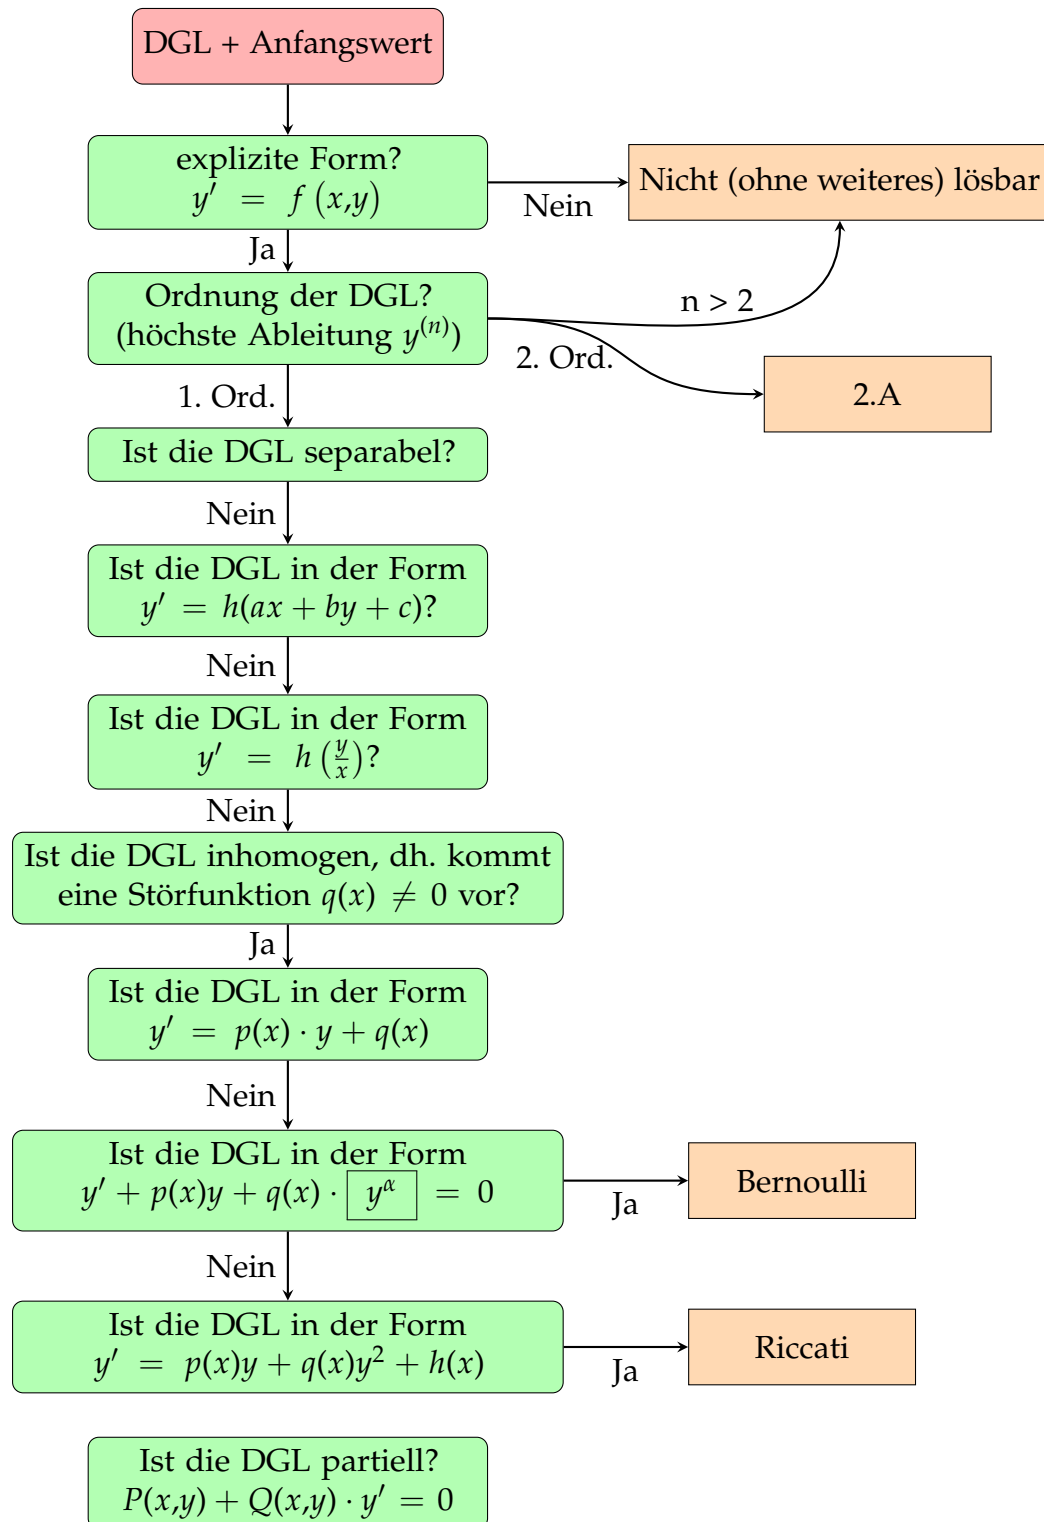 DGL + Anfangswert
explizite Form?
y′ = f (x,y)
Nein
Nicht (ohne weiteres) lösbar
Ja
Ordnung der DGL?
(höchste Ableitung y⁽ⁿ⁾)
n > 2
2. Ord.
2.A
1. Ord.
Ist die DGL separabel?
Nein
Ist die DGL in der Form
y′ = h(ax + by + c)?
Nein
Ist die DGL in der Form
y′ = h (y/x)?
Nein
Ist die DGL inhomogen, dh. kommt
eine Störfunktion q(x) ≠ 0 vor?
Ja
Ist die DGL in der Form
y′ = p(x) · y + q(x)
Nein
Ist die DGL in der Form
y′ + p(x)y + q(x) · y^α = 0
Ja
Bernoulli
Nein
Ist die DGL in der Form
y′ = p(x)y + q(x)y² + h(x)
Ja
Riccati
Ist die DGL partiell?
P(x,y) + Q(x,y) · y′ = 0